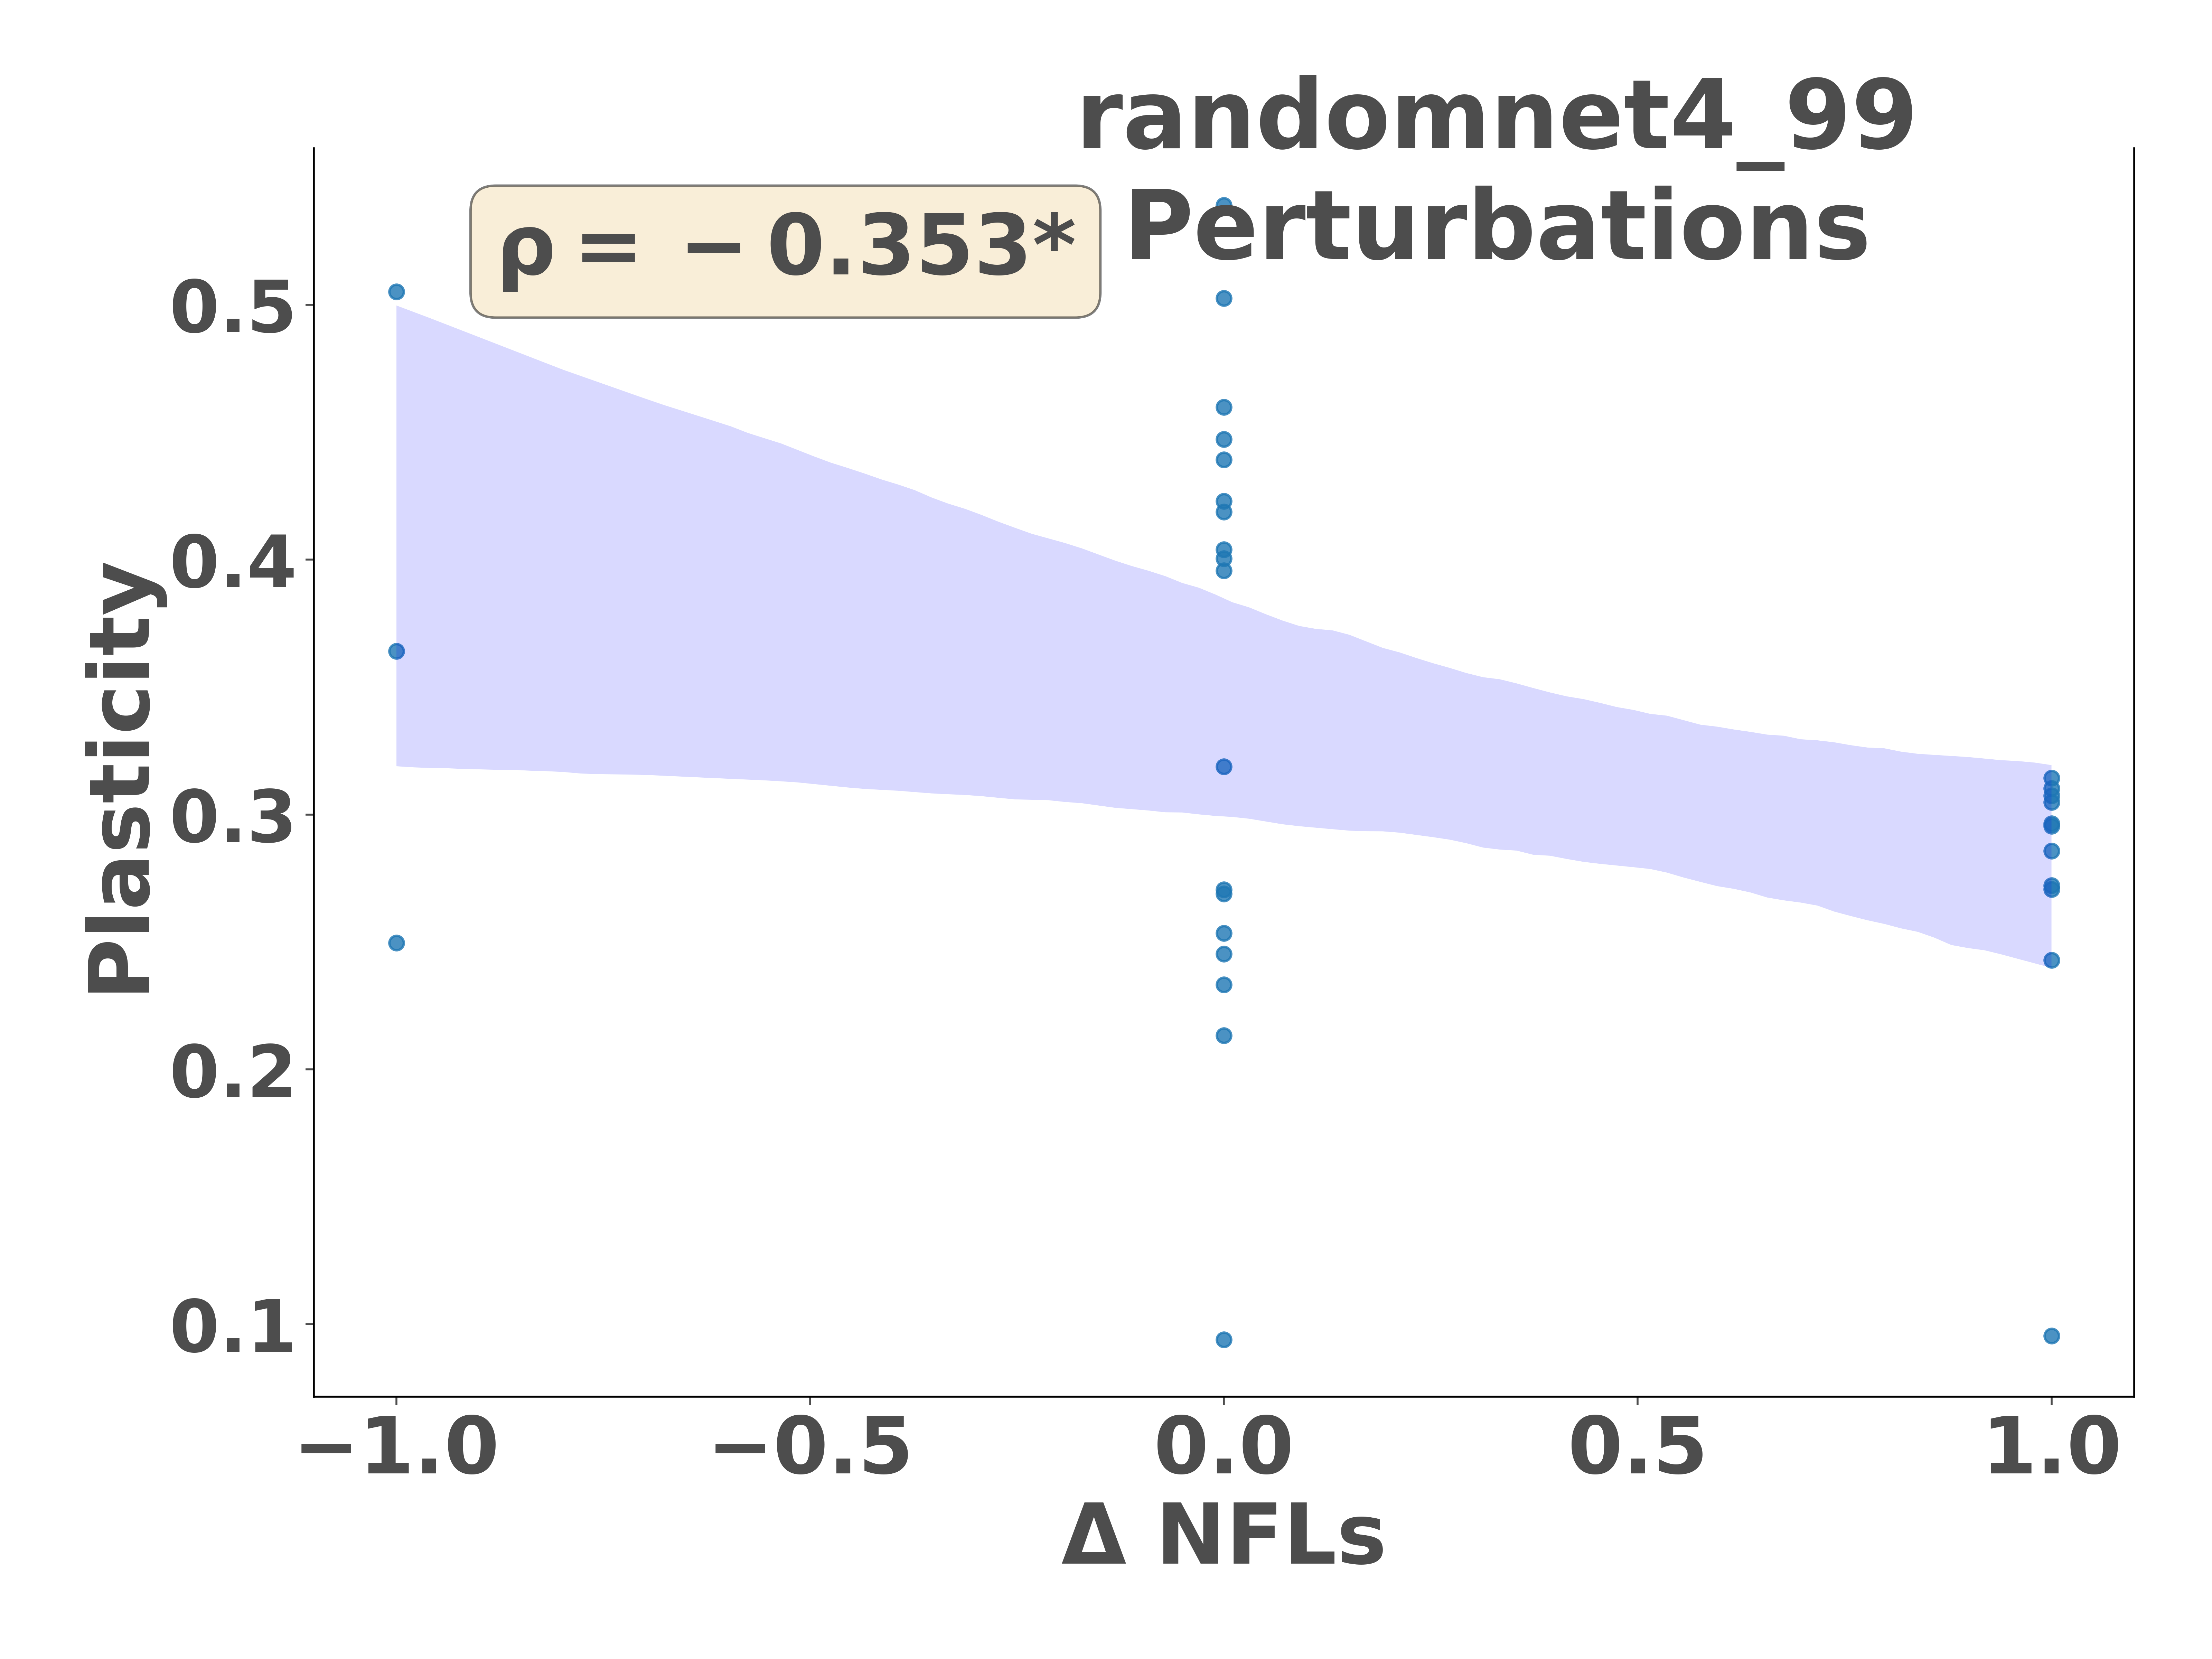 randomnet4_99
Perturbations
ρ = − 0.353*
Plasticity
0.5
0.4
0.3
0.2
0.1
−1.0
−0.5
0.0
0.5
1.0
Δ NFLs